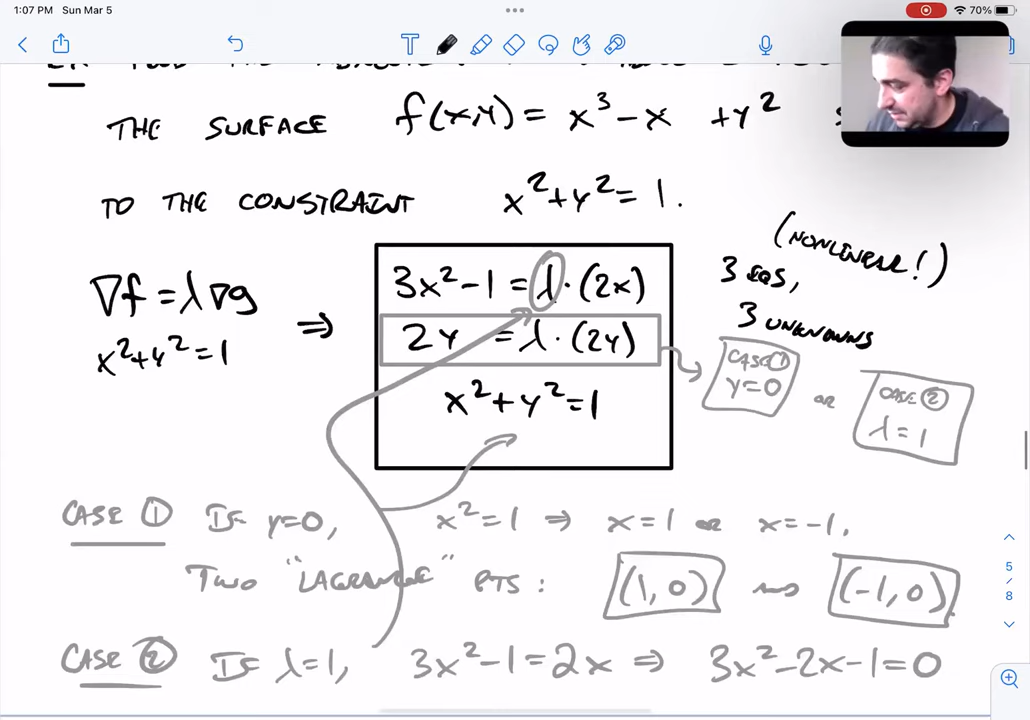 1:07 PM Sun Mar 5
70%
THE SURFACE f(x,y) = x³ - x + y²
TO THE CONSTRAINT x² + y² = 1.
∇f = λ∇g
x² + y² = 1
⇒
3x² - 1 = λ · (2x)
2y = λ · (2y)
x² + y² = 1
(NONLINEAR!)
3 EQS,
3 UNKNOWNS
CASE ①
y = 0
OR
CASE ②
λ = 1
CASE ① IF y = 0, x² = 1 ⇒ x = 1 OR x = -1.
TWO "LAGRANGE" PTS: (1, 0) AND (-1, 0).
CASE ② IF λ = 1, 3x² - 1 = 2x ⇒ 3x² - 2x - 1 = 0
5
/
8